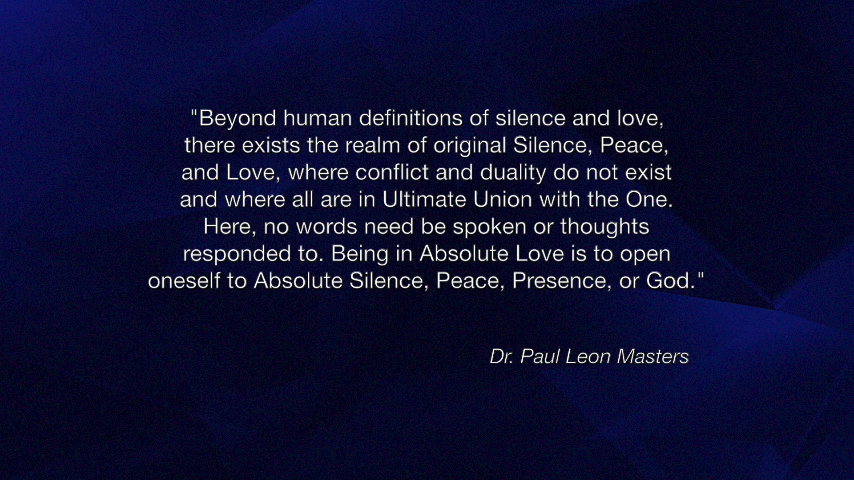 "Beyond human definitions of silence and love,
there exists the realm of original Silence, Peace,
and Love, where conflict and duality do not exist
and where all are in Ultimate Union with the One.
Here, no words need be spoken or thoughts
responded to. Being in Absolute Love is to open
oneself to Absolute Silence, Peace, Presence, or God."
Dr. Paul Leon Masters